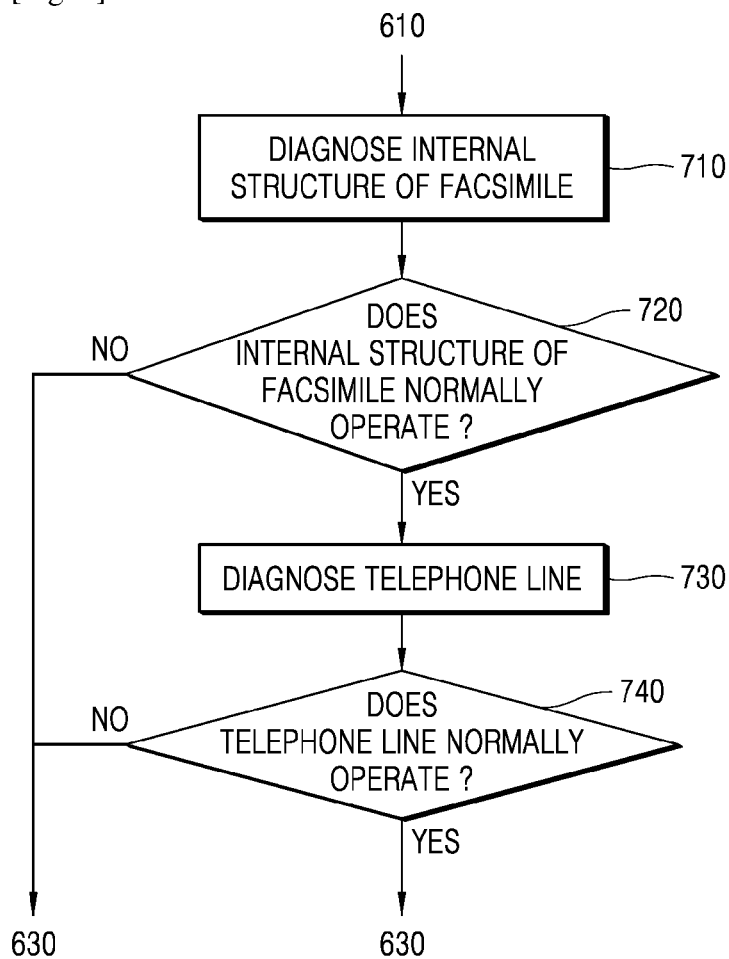 610
DIAGNOSE INTERNAL
STRUCTURE OF FACSIMILE
710
DOES
INTERNAL STRUCTURE OF
FACSIMILE NORMALLY
OPERATE ?
720
NO
YES
DIAGNOSE TELEPHONE LINE
730
DOES
TELEPHONE LINE NORMALLY
OPERATE ?
740
NO
YES
630
630